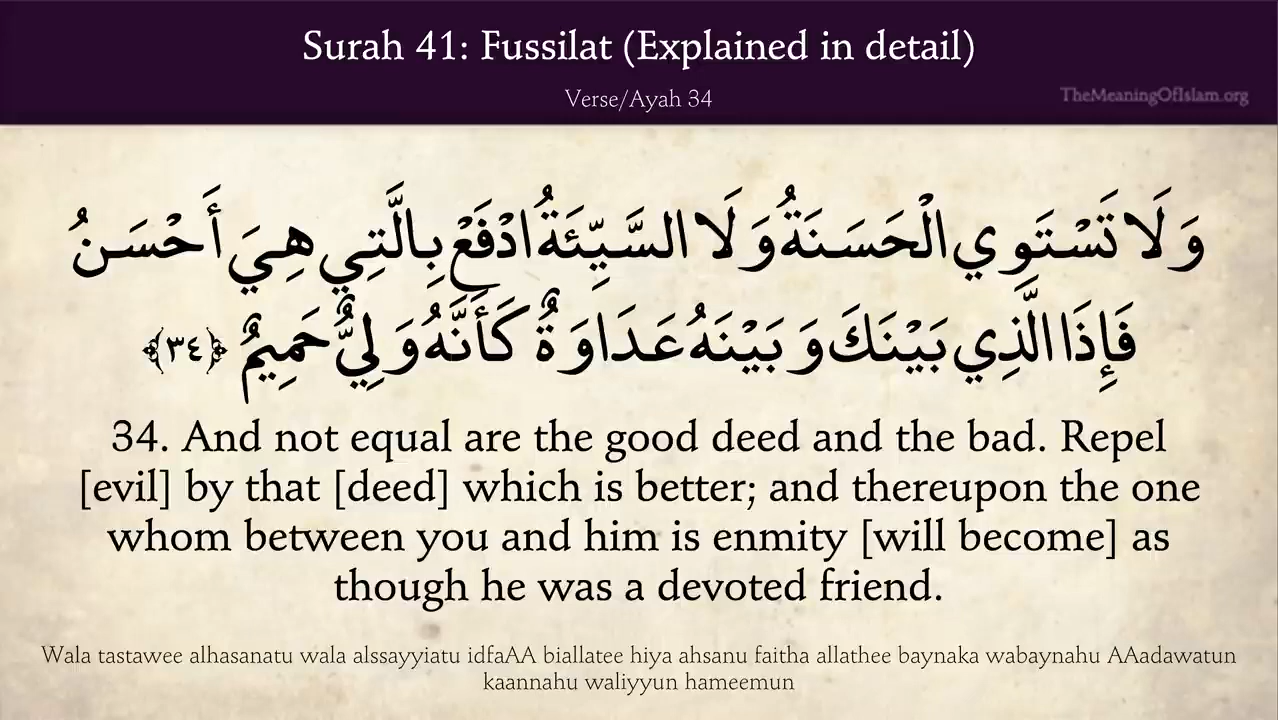 Surah 41: Fussilat (Explained in detail)
Verse/Ayah 34
TheMeaningOfIslam.org
وَلَا تَسْتَوِي الْحَسَنَةُ وَلَا السَّيِّئَةُ ادْفَعْ بِالَّتِي هِيَ أَحْسَنُ
فَإِذَا الَّذِي بَيْنَكَ وَبَيْنَهُ عَدَاوَةٌ كَأَنَّهُ وَلِيٌّ حَمِيمٌ ﴿٣٤﴾
34. And not equal are the good deed and the bad. Repel
[evil] by that [deed] which is better; and thereupon the one
whom between you and him is enmity [will become] as
though he was a devoted friend.
Wala tastawee alhasanatu wala alssayyiatu idfaAA biallatee hiya ahsanu faitha allathee baynaka wabaynahu AAadawatun
kaannahu waliyyun hameemun